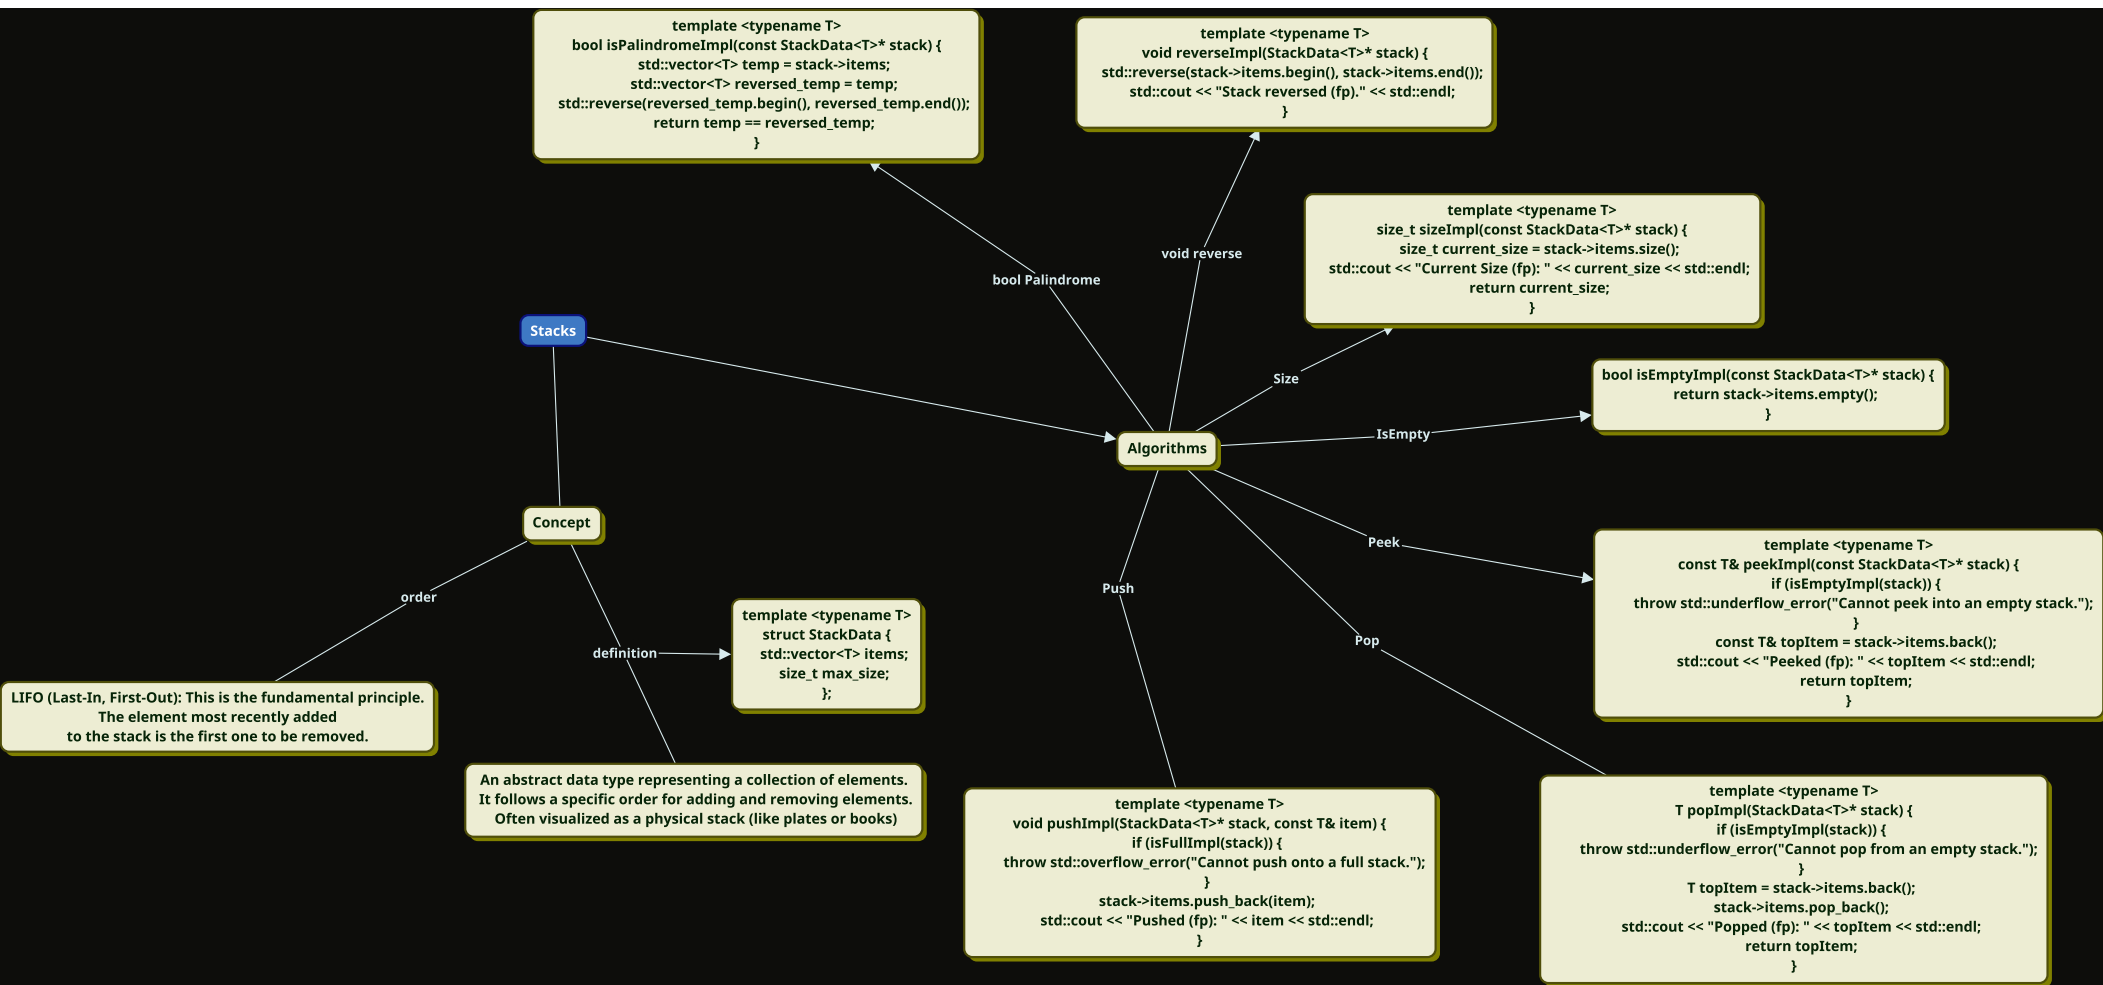 template <typename T>
bool isPalindromeImpl(const StackData<T>* stack) {
std::vector<T> temp = stack->items;
std::vector<T> reversed_temp = temp;
std::reverse(reversed_temp.begin(), reversed_temp.end());
return temp == reversed_temp;
}
template <typename T>
void reverseImpl(StackData<T>* stack) {
std::reverse(stack->items.begin(), stack->items.end());
std::cout << "Stack reversed (fp)." << std::endl;
}
template <typename T>
size_t sizeImpl(const StackData<T>* stack) {
size_t current_size = stack->items.size();
std::cout << "Current Size (fp): " << current_size << std::endl;
return current_size;
}
void reverse
bool Palindrome
Stacks
Size
bool isEmptyImpl(const StackData<T>* stack) {
return stack->items.empty();
}
IsEmpty
Algorithms
Concept
Peek
template <typename T>
const T& peekImpl(const StackData<T>* stack) {
if (isEmptyImpl(stack)) {
throw std::underflow_error("Cannot peek into an empty stack.");
}
const T& topItem = stack->items.back();
std::cout << "Peeked (fp): " << topItem << std::endl;
return topItem;
}
order
Push
definition
template <typename T>
struct StackData {
std::vector<T> items;
size_t max_size;
};
Pop
LIFO (Last-In, First-Out): This is the fundamental principle.
The element most recently added
to the stack is the first one to be removed.
An abstract data type representing a collection of elements.
It follows a specific order for adding and removing elements.
Often visualized as a physical stack (like plates or books)
template <typename T>
void pushImpl(StackData<T>* stack, const T& item) {
if (isFullImpl(stack)) {
throw std::overflow_error("Cannot push onto a full stack.");
}
stack->items.push_back(item);
std::cout << "Pushed (fp): " << item << std::endl;
}
template <typename T>
T popImpl(StackData<T>* stack) {
if (isEmptyImpl(stack)) {
throw std::underflow_error("Cannot pop from an empty stack.");
}
T topItem = stack->items.back();
stack->items.pop_back();
std::cout << "Popped (fp): " << topItem << std::endl;
return topItem;
}